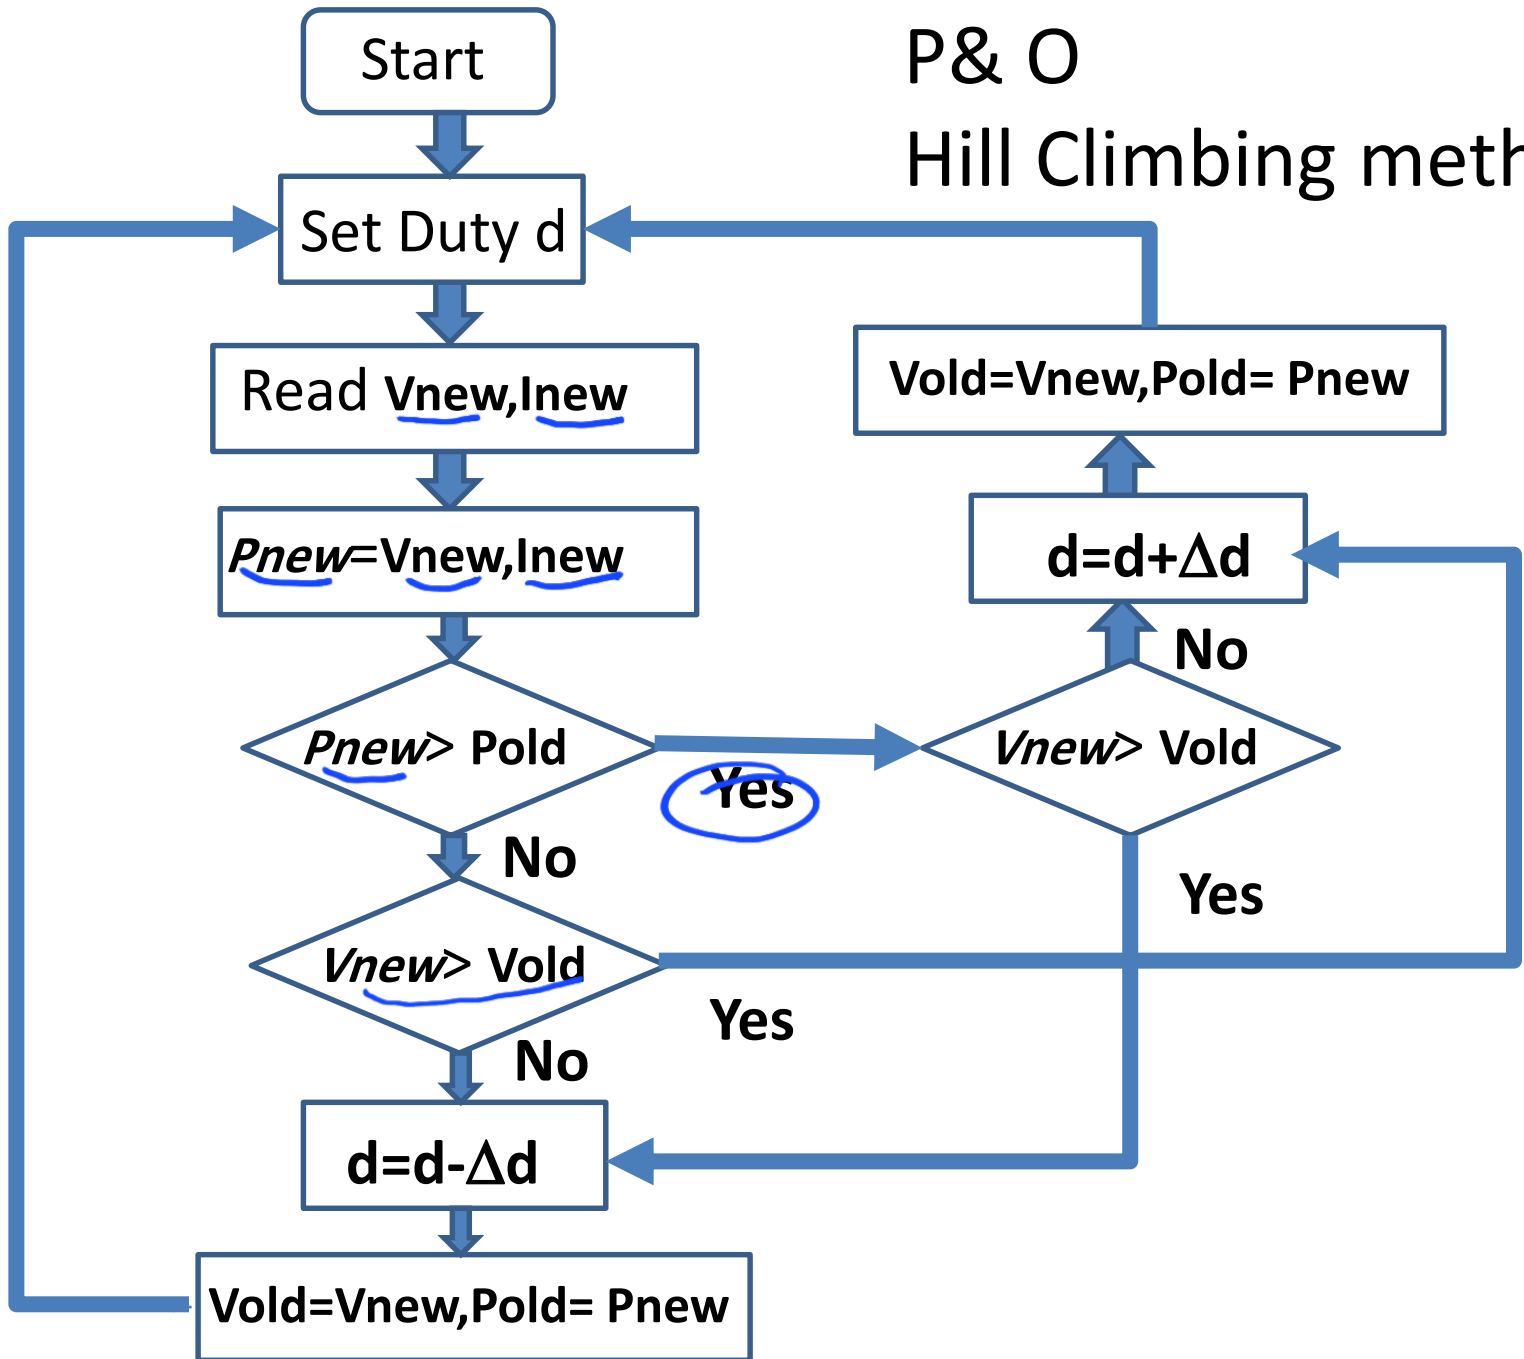 Start
P& O
Hill Climbing meth
Set Duty d
Read Vnew,Inew
Vold=Vnew,Pold= Pnew
Pnew=Vnew,Inew
d=d+Δd
No
Pnew> Pold
Yes
Vnew> Vold
No
Yes
Vnew> Vold
Yes
No
d=d-Δd
Vold=Vnew,Pold= Pnew